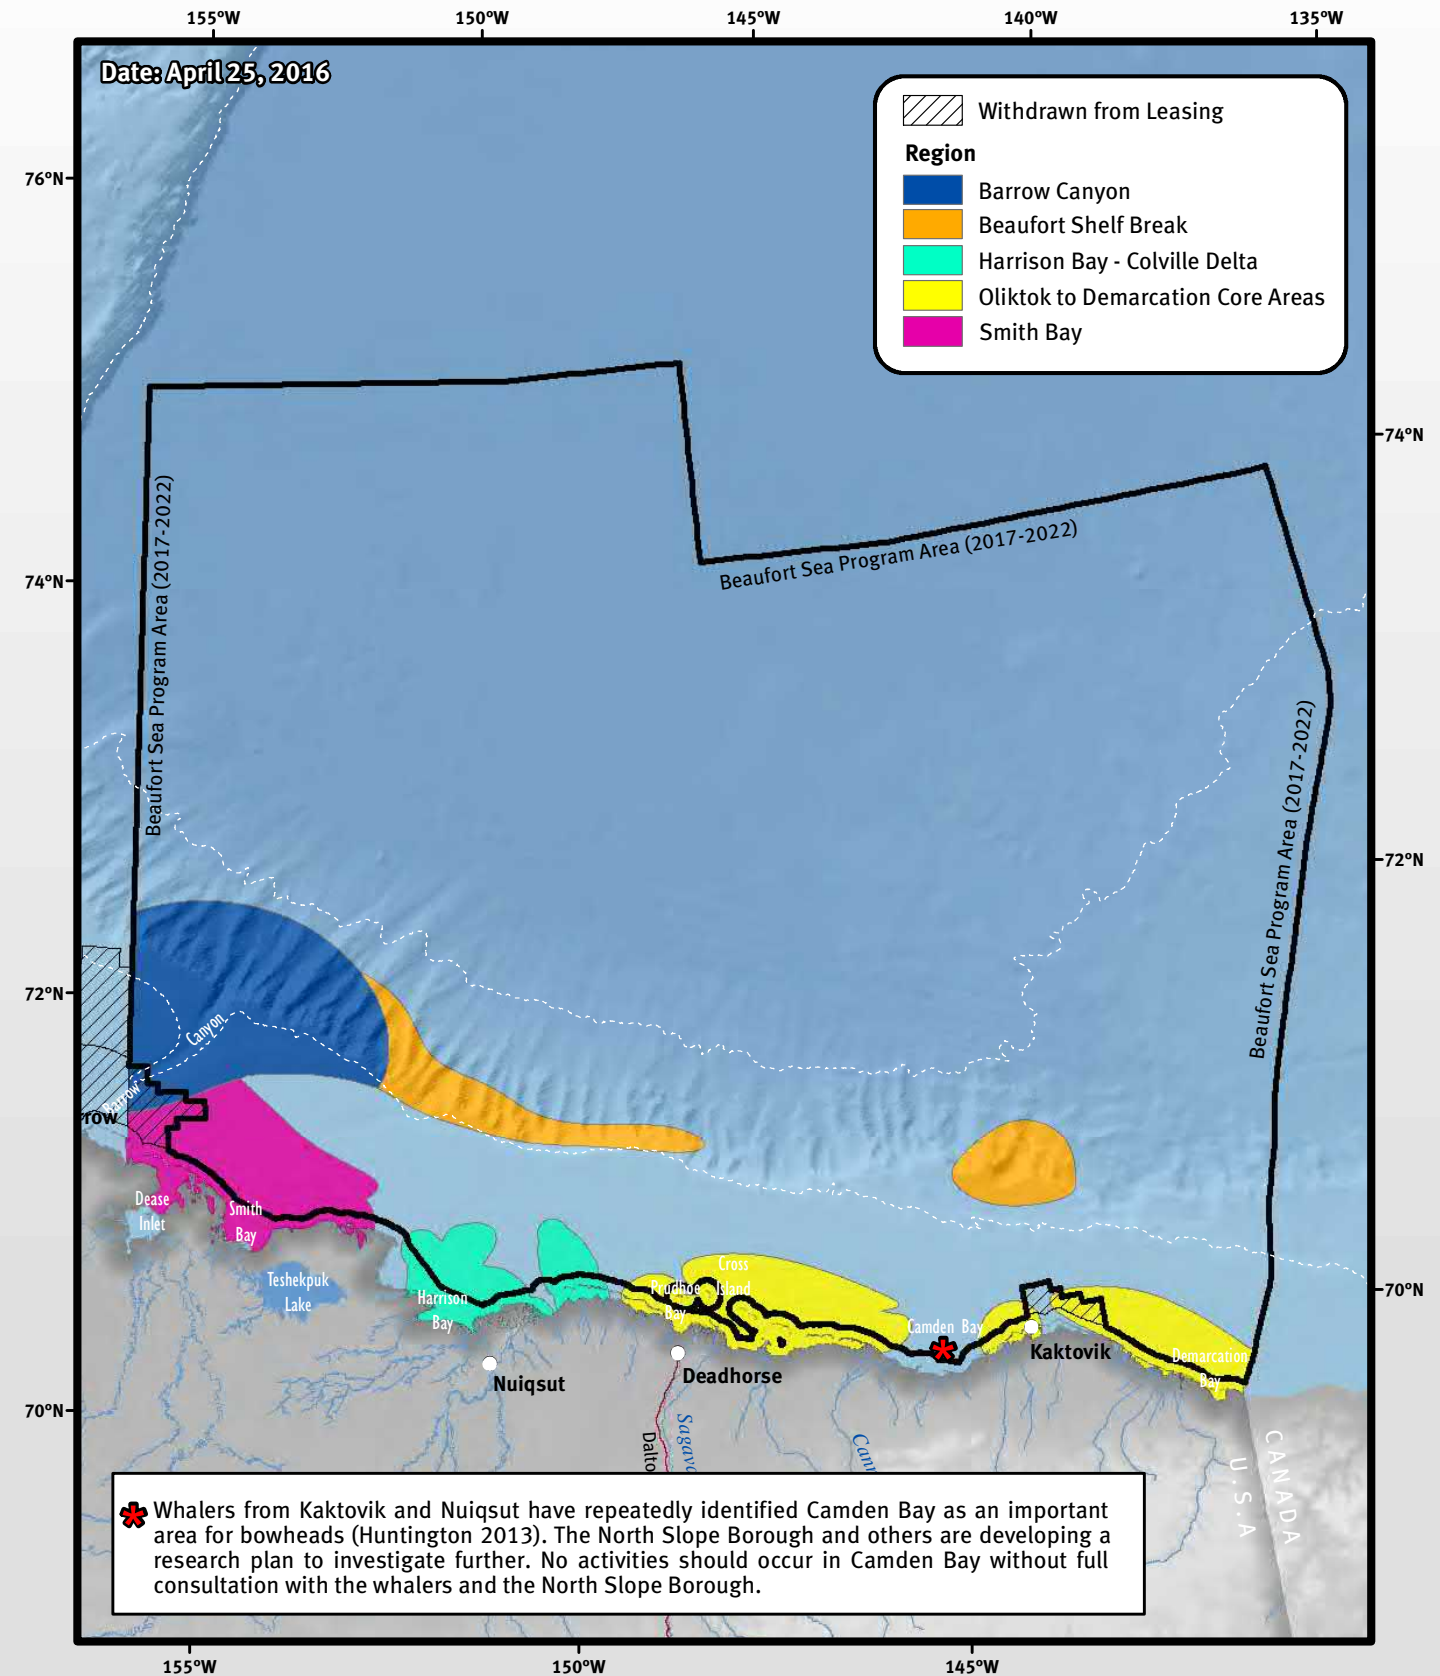 155°W 150°W 145°W 140°W 135°W
Date: April 25, 2016
Withdrawn from Leasing
Region
Barrow Canyon
Beaufort Shelf Break
Harrison Bay - Colville Delta
Oliktok to Demarcation Core Areas
Smith Bay
76°N
74°N
74°N
72°N
72°N
70°N
70°N
Beaufort Sea Program Area (2017-2022)
Beaufort Sea Program Area (2017-2022)
Beaufort Sea Program Area (2017-2022)
Canyon
Barrow
row
Dease
Inlet
Smith
Bay
Teshekpuk
Lake
Harrison
Bay
Prudhoe
Bay
Cross
Island
Camden Bay
Kaktovik
Demarcation
Bay
Nuiqsut
Deadhorse
Dalto
Sagava
Cann
CANADA
U.S.A
Whalers from Kaktovik and Nuiqsut have repeatedly identified Camden Bay as an important
area for bowheads (Huntington 2013). The North Slope Borough and others are developing a
research plan to investigate further. No activities should occur in Camden Bay without full
consultation with the whalers and the North Slope Borough.
155°W 150°W 145°W